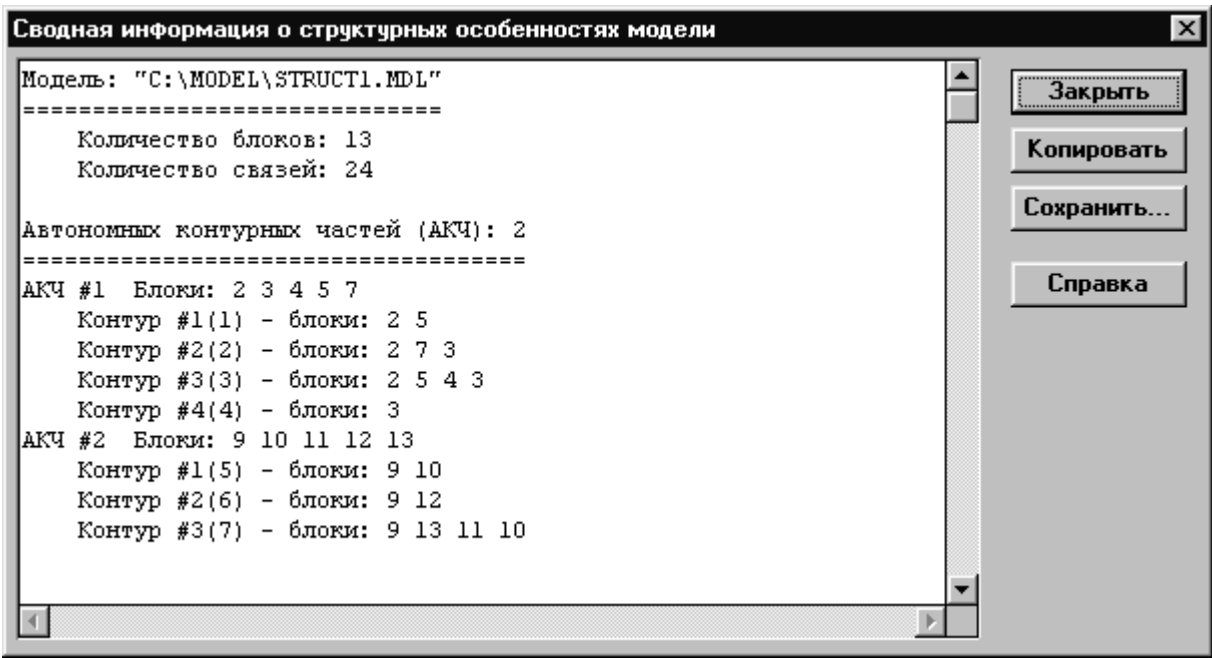 Сводная информация о структурных особенностях модели
Модель: "C:\MODEL\STRUCT1.MDL"
==============================
Количество блоков: 13
Количество связей: 24
Автономных контурных частей (АКЧ): 2
====================================
АКЧ #1 Блоки: 2 3 4 5 7
Контур #1(1) - блоки: 2 5
Контур #2(2) - блоки: 2 7 3
Контур #3(3) - блоки: 2 5 4 3
Контур #4(4) - блоки: 3
АКЧ #2 Блоки: 9 10 11 12 13
Контур #1(5) - блоки: 9 10
Контур #2(6) - блоки: 9 12
Контур #3(7) - блоки: 9 13 11 10
Закрыть
Копировать
Сохранить...
Справка